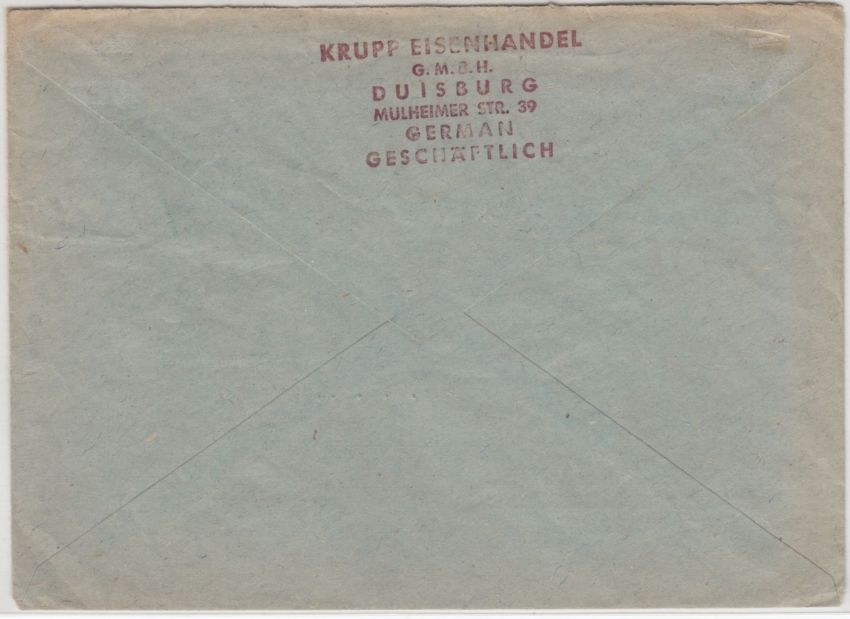 KRUPP EISENHANDEL
G.M.B.H.
DUISBURG
MULHEIMER STR. 39
GERMAN
GESCHÄFTLICH